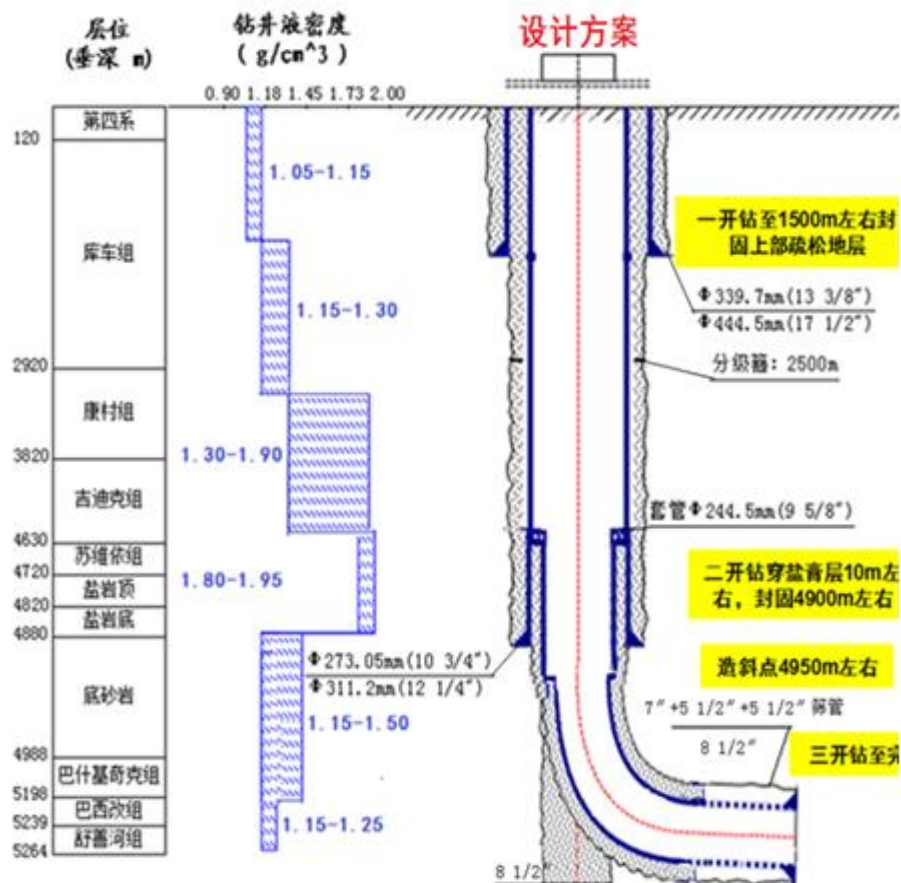 层位
(垂深 m)
钻井液密度
( g/cm^3 )
设计方案
0.90 1.18 1.45 1.73 2.00
第四系
120
1.05-1.15
库车组
一开钻至1500m左右封
固上部疏松地层
Φ339.7mm(13 3/8")
Φ444.5mm(17 1/2")
1.15-1.30
分级箍: 2500m
2920
康村组
3820
1.30-1.90
吉迪克组
套管Φ244.5mm(9 5/8")
4630
苏维依组
4720
1.80-1.95
盐岩顶
二开钻穿盐膏层10m左
右，封固4900m左右
4820
盐岩底
4880
Φ273.05mm(10 3/4")
Φ311.2mm(12 1/4")
造斜点4950m左右
底砂岩
1.15-1.50
7"+5 1/2"+5 1/2" 筛管
8 1/2"
三开钻至完
4988
巴什基奇克组
5198
巴西改组
1.15-1.25
5239
舒善河组
5264
8 1/2"